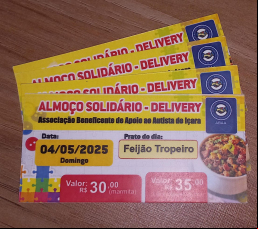 ALMOÇO SOLIDÁRIO - DELIVERY
ALMOÇO SOLIDÁRIO - DELIVERY
ALMOÇO SOLIDÁRIO - DELIVERY
ALMOÇO SOLIDÁRIO - DELIVERY
Associação Beneficente de Apoio ao Autista de Içara
Data:
Prato do dia:
04/05/2025
Domingo
Feijão Tropeiro
Valor:
R$ 30,00
(marmita)
Valor:
R$ 35,00